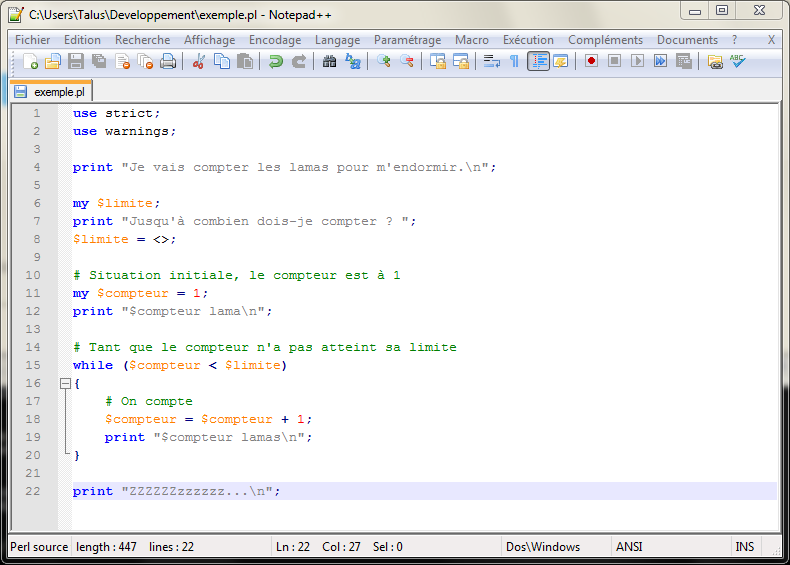 C:\Users\Talus\Developpement\exemple.pl - Notepad++
Fichier Edition Recherche Affichage Encodage Langage Paramétrage Macro Exécution Compléments Documents ? X
exemple.pl
1 use strict;
2 use warnings;
3
4 print "Je vais compter les lamas pour m'endormir.\n";
5
6 my $limite;
7 print "Jusqu'à combien dois-je compter ? ";
8 $limite = <>;
9
10 # Situation initiale, le compteur est à 1
11 my $compteur = 1;
12 print "$compteur lama\n";
13
14 # Tant que le compteur n'a pas atteint sa limite
15 while ($compteur < $limite)
16 {
17 # On compte
18 $compteur = $compteur + 1;
19 print "$compteur lamas\n";
20 }
21
22 print "ZZZZZZzzzzzz...\n";
Perl source length : 447 lines : 22 Ln : 22 Col : 27 Sel : 0 Dos\Windows ANSI INS